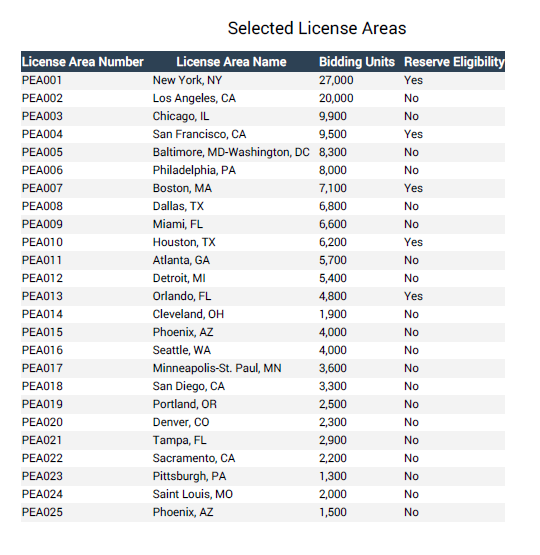 Selected License Areas
License Area Number License Area Name Bidding Units Reserve Eligibility
PEA001 New York, NY 27,000 Yes
PEA002 Los Angeles, CA 20,000 No
PEA003 Chicago, IL 9,900 No
PEA004 San Francisco, CA 9,500 Yes
PEA005 Baltimore, MD-Washington, DC 8,300 No
PEA006 Philadelphia, PA 8,000 No
PEA007 Boston, MA 7,100 Yes
PEA008 Dallas, TX 6,800 No
PEA009 Miami, FL 6,600 No
PEA010 Houston, TX 6,200 Yes
PEA011 Atlanta, GA 5,700 No
PEA012 Detroit, MI 5,400 No
PEA013 Orlando, FL 4,800 Yes
PEA014 Cleveland, OH 1,900 No
PEA015 Phoenix, AZ 4,000 No
PEA016 Seattle, WA 4,000 No
PEA017 Minneapolis-St. Paul, MN 3,600 No
PEA018 San Diego, CA 3,300 No
PEA019 Portland, OR 2,500 No
PEA020 Denver, CO 2,300 No
PEA021 Tampa, FL 2,900 No
PEA022 Sacramento, CA 2,200 No
PEA023 Pittsburgh, PA 1,300 No
PEA024 Saint Louis, MO 2,000 No
PEA025 Phoenix, AZ 1,500 No